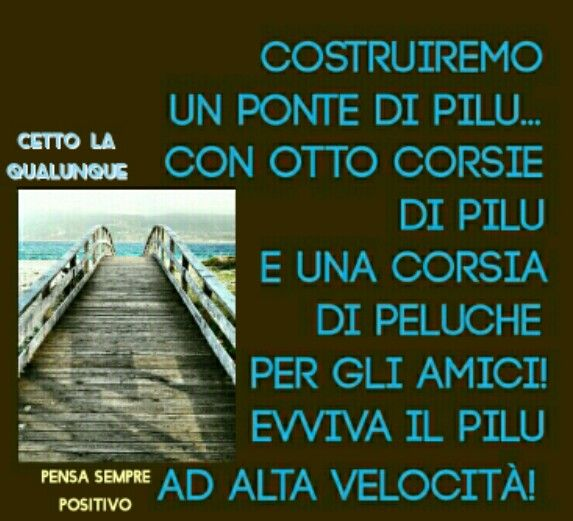 COSTRUIREMO
UN PONTE DI PILU...
CON OTTO CORSIE
DI PILU
E UNA CORSIA
DI PELUCHE
PER GLI AMICI!
EVVIVA IL PILU
AD ALTA VELOCITÀ!
CETTO LA
QUALUNQUE
PENSA SEMPRE
POSITIVO